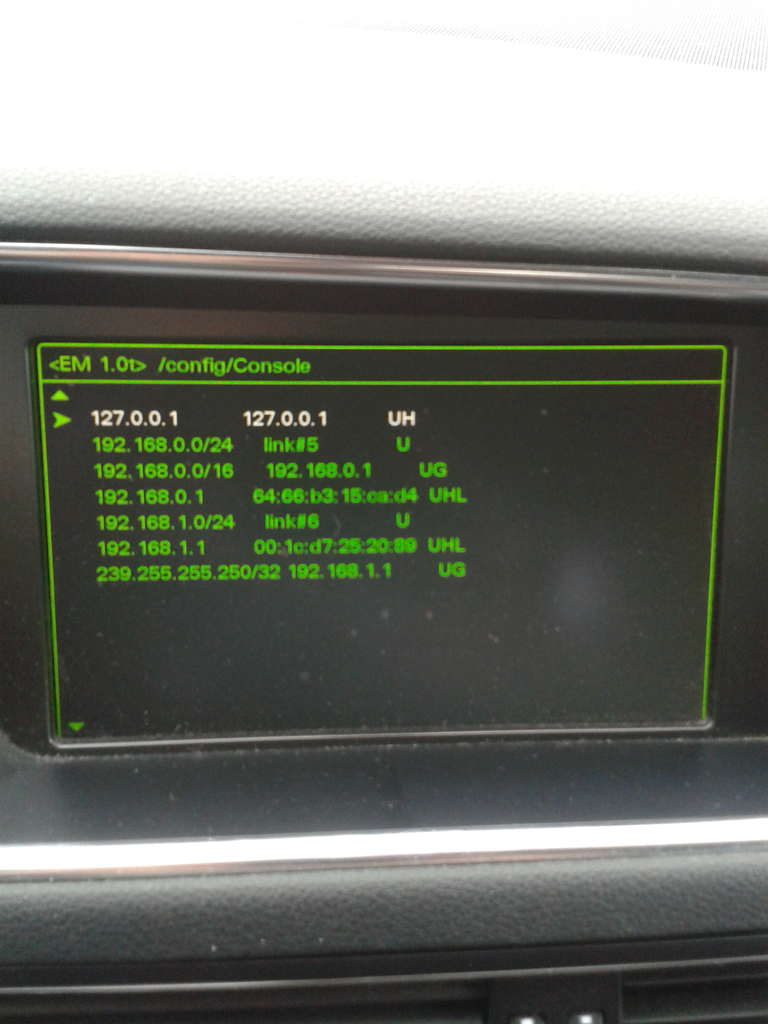 <EM 1.0t> /config/Console
127.0.0.1 127.0.0.1 UH
192.168.0.0/24 link#5 U
192.168.0.0/16 192.168.0.1 UG
192.168.0.1 64:66:b3:15:ca:d4 UHL
192.168.1.0/24 link#6 U
192.168.1.1 00:1c:d7:25:20:89 UHL
239.255.255.250/32 192.168.1.1 UG